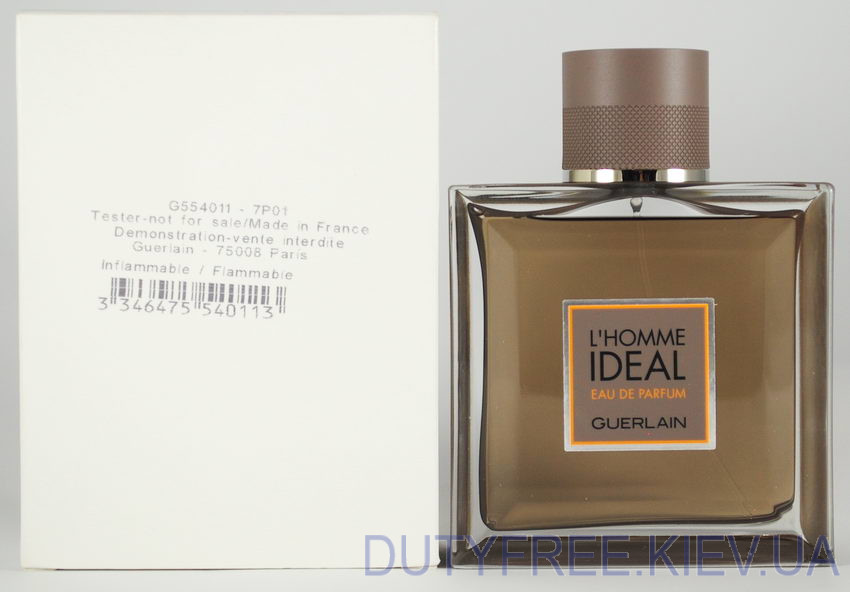 G554011 - 7P01
Tester-not for sale/Made in France
Demonstration-vente interdite
Guerlain - 75008 Paris
Inflammable / Flammable
3 346475 540113
L'HOMME
IDEAL
EAU DE PARFUM
GUERLAIN
DUTYFREE.KIEV.UA